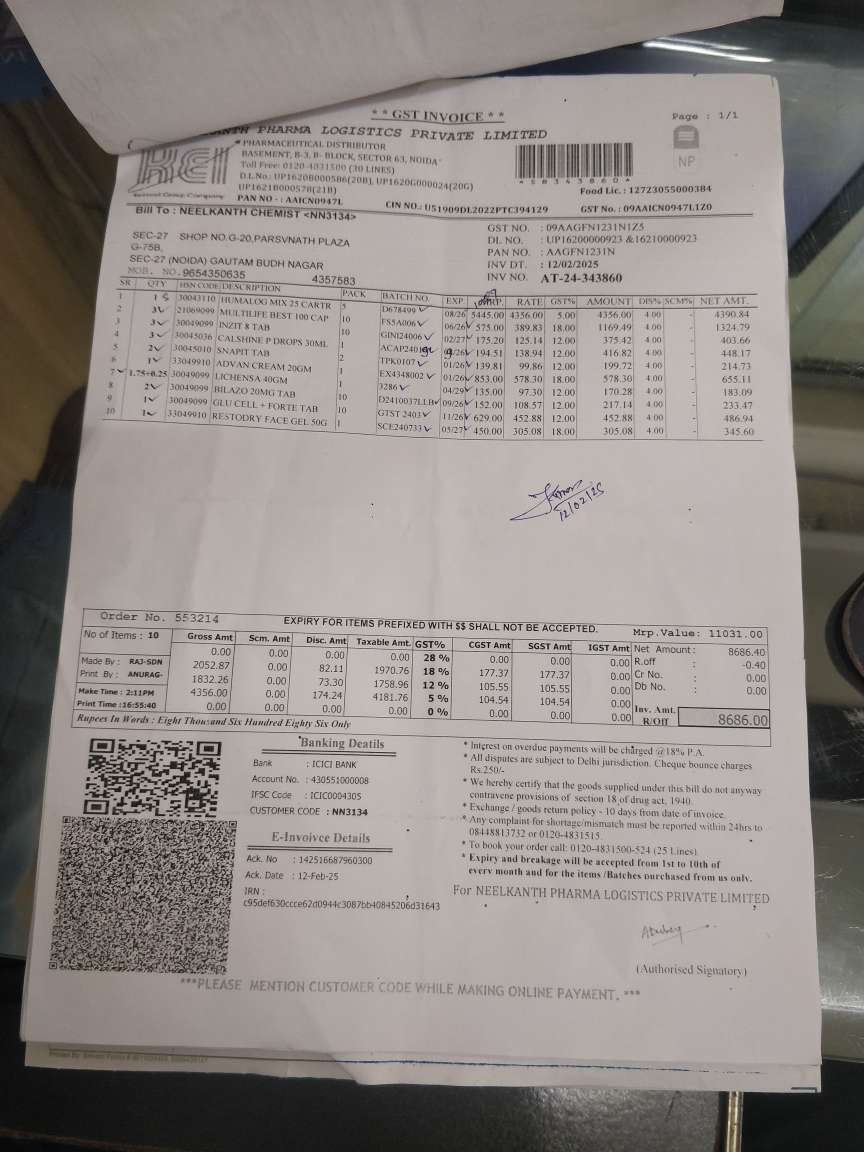 ** GST INVOICE **
Page : 1/1
KANTH PHARMA LOGISTICS PRIVATE LIMITED
*PHARMACEUTICAL DISTRIBUTOR
BASEMENT, B-3, B- BLOCK, SECTOR 63, NOIDA
Toll Free: 0120-4831500 (30 LINES)
D.L.No.: UP1620B000586(20B), UP1620G000024(20G)
UP1621B000578(21B)
PAN NO - : AAICN0947L
KEI
Group Company
*S8343860*
NP
Food Lic. : 12723055000384
CIN NO.: U51909DL2022PTC394129
GST No. : 09AAICN0947L1Z0
Bill To : NEELKANTH CHEMIST <NN3134>
SEC-27 SHOP NO.G-20,PARSVNATH PLAZA
G-75B,
SEC-27 (NOIDA) GAUTAM BUDH NAGAR
MOB. NO.9654350635 4357583
GST NO. : 09AAGFN1231N1Z5
DL NO. : UP16200000923 &16210000923
PAN NO. : AAGFN1231N
INV DT. : 12/02/2025
INV NO. AT-24-343860
SR QTY HSN CODE DESCRIPTION PACK BATCH NO. EXP MRP. RATE GST% AMOUNT DIS% SCM% NET AMT.
1 1 30043110 HUMALOG MIX 25 CARTR 5 D678499 08/26 5445.00 4356.00 5.00 4356.00 4.00 - 4390.84
2 3 21069099 MULTILIFE BEST 100 CAP 10 FS5A006 06/26 575.00 389.83 18.00 1169.49 4.00 - 1324.79
3 3 30049099 INZIT 8 TAB 10 GINI24006 02/27 175.20 125.14 12.00 375.42 4.00 - 403.66
4 3 30045036 CALSHINE P DROPS 30ML 1 /26 194.51 138.94 12.00 416.82 4.00 - 448.17
5 2 30045010 SNAPIT TAB 2 TPK0107 01/26 139.81 99.86 12.00 199.72 4.00 - 214.73
6 1 33049910 ADVAN CREAM 20GM 1 EX4348002 01/26 853.00 578.30 18.00 578.30 4.00 - 655.11
7 1.75+0.25 30049099 LICHENSA 40GM 1 3286 04/29 135.00 97.30 12.00 170.28 4.00 - 183.09
8 2 30049099 BILAZO 20MG TAB 10 D2410037LLB 09/26 152.00 108.57 12.00 217.14 4.00 - 233.47
9 1 30049099 GLU CELL + FORTE TAB 10 GTST 2403 11/26 629.00 452.88 12.00 452.88 4.00 - 486.94
10 1 33049910 RESTODRY FACE GEL 50G 1 SCE240733 05/27 450.00 305.08 18.00 305.08 4.00 - 345.60
12/02/25
Order No. 553214 EXPIRY FOR ITEMS PREFIXED WITH $$ SHALL NOT BE ACCEPTED. Mrp.Value: 11031.00
No of Items : 10
Made By : RAJ-SDN
Print By : ANURAG-
Make Time : 2:11PM
Print Time :16:55:40
Gross Amt Scm. Amt Disc. Amt Taxable Amt. GST% CGST Amt SGST Amt IGST Amt
0.00 0.00 0.00 0.00 28 % 0.00 0.00 0.00
2052.87 0.00 82.11 1970.76 18 % 177.37 177.37 0.00
1832.26 0.00 73.30 1758.96 12 % 105.55 105.55 0.00
4356.00 0.00 174.24 4181.76 5 % 104.54 104.54 0.00
0.00 0.00 0.00 0.00 0 % 0.00 0.00 0.00
Net Amount: 8686.40
R.off : -0.40
Cr No. : 0.00
Db No. : 0.00
Inv. Amt. R/Off 8686.00
Rupees In Words : Eight Thousand Six Hundred Eighty Six Only
Banking Deatils
Bank : ICICI BANK
Account No. : 430551000008
IFSC Code : ICIC0004305
CUSTOMER CODE : NN3134
E-Invoivce Details
Ack. No : 142516687960300
Ack. Date : 12-Feb-25
IRN :
c95def630ccce62d0944c3087bb40845206d31643
* Interest on overdue payments will be charged @18% P.A.
* All disputes are subject to Delhi jurisdiction. Cheque bounce charges
Rs.250/-
* We hereby certify that the goods supplied under this bill do not anyway
contravene provisions of section 18 of drug act, 1940.
* Exchange / goods return policy - 10 days from date of invoice.
* Any complaint for shortage/mismatch must be reported within 24hrs to
08448813732 or 0120-4831515.
* To book your order call: 0120-4831500-524 (25 Lines)
* Expiry and breakage will be accepted from 1st to 10th of
every month and for the items /Batches purchased from us only.
For NEELKANTH PHARMA LOGISTICS PRIVATE LIMITED
(Authorised Signatory)
***PLEASE MENTION CUSTOMER CODE WHILE MAKING ONLINE PAYMENT. ***